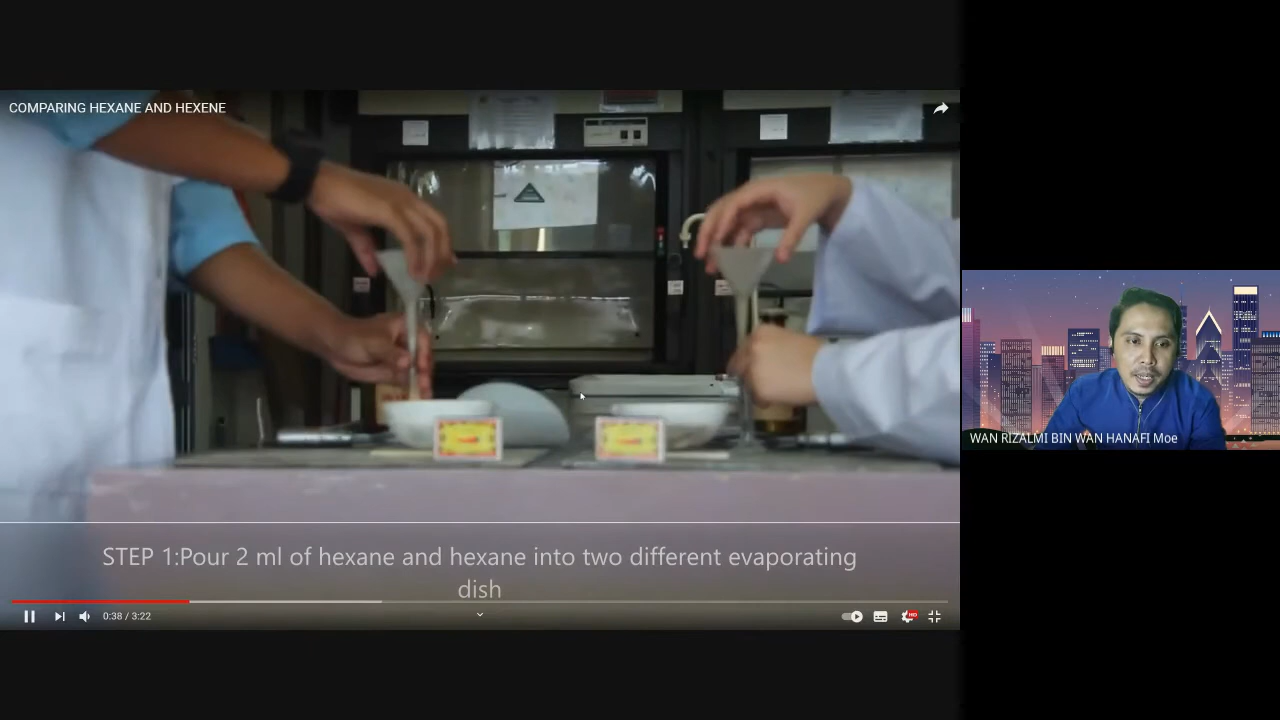 COMPARING HEXANE AND HEXENE
STEP 1:Pour 2 ml of hexane and hexane into two different evaporating
dish
0:38 / 3:22
HD
WAN RIZALMI BIN WAN HANAFI Moe